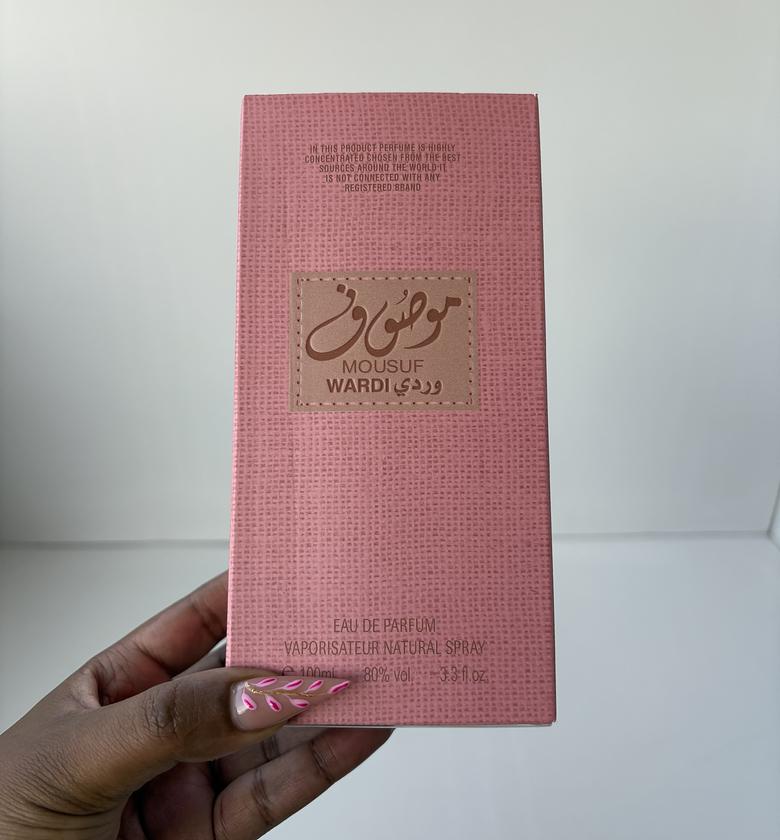 IN THIS PRODUCT PERFUME IS HIGHLY
CONCENTRATED CHOSEN FROM THE BEST
SOURCES AROUND THE WORLD IT
IS NOT CONNECTED WITH ANY
REGISTERED BRAND
موصوف
MOUSUF
WARDI وردي
EAU DE PARFUM
VAPORISATEUR NATURAL SPRAY
℮ 100ml 80% vol. 3.3 fl.oz.